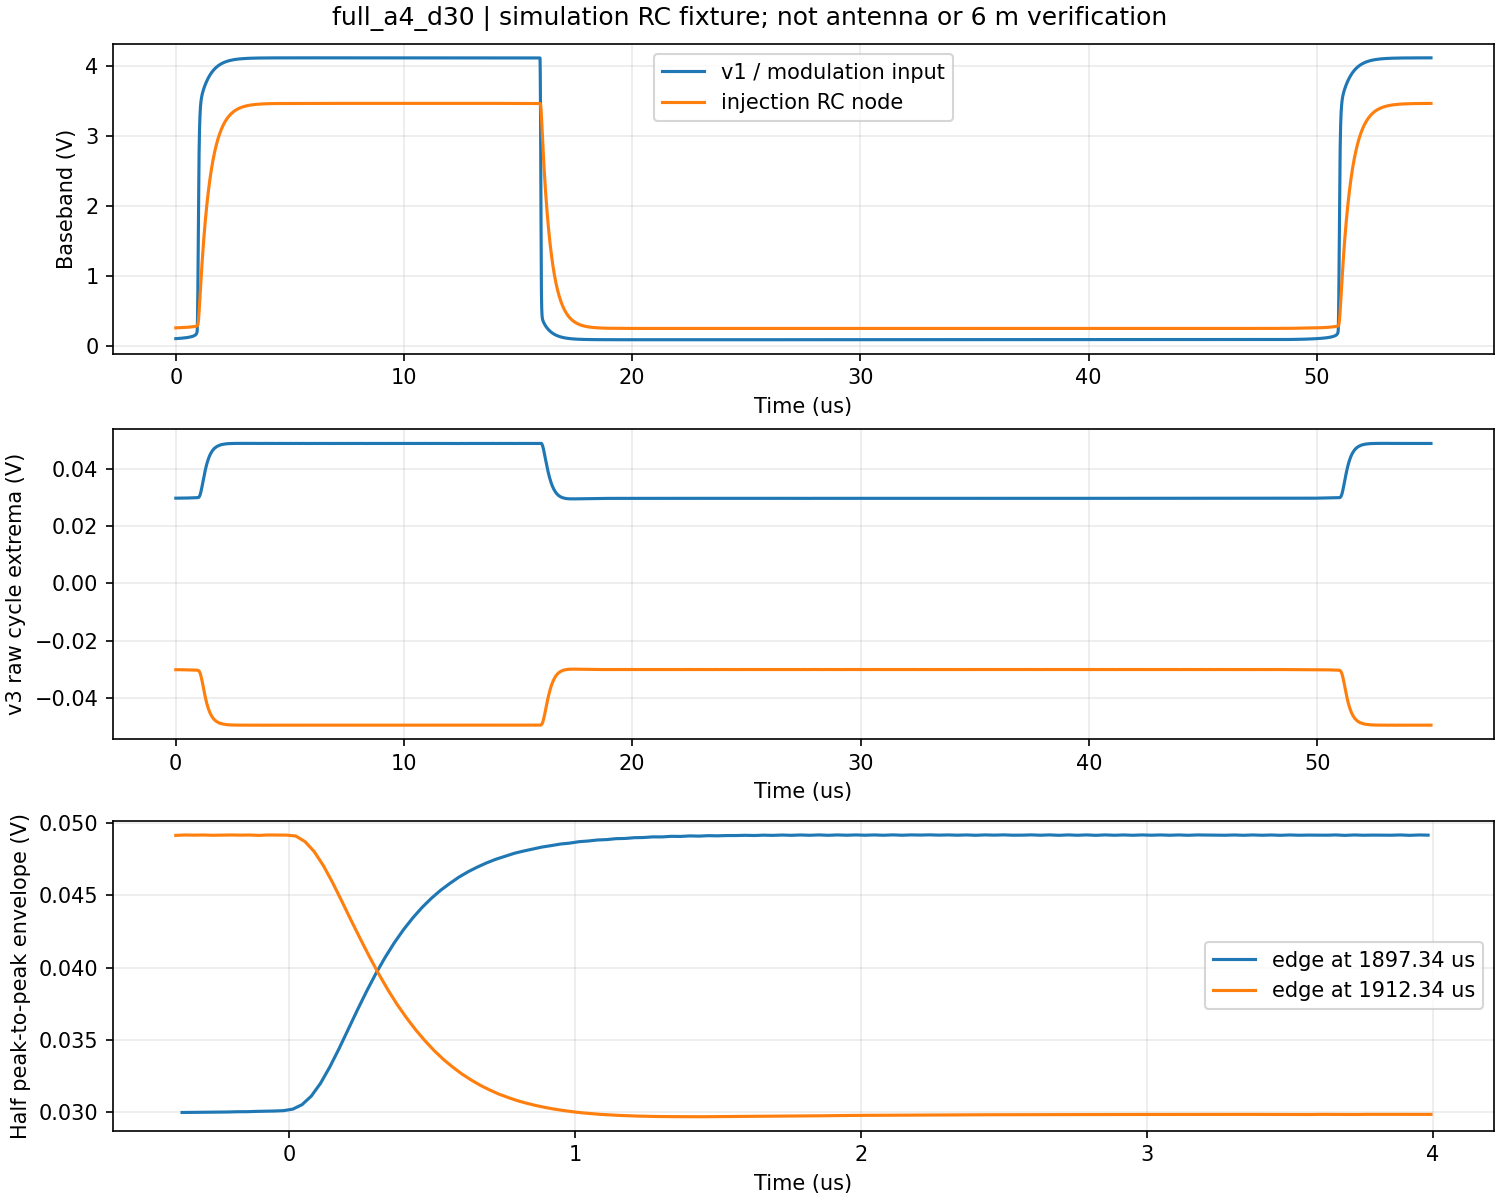 full_a4_d30 | simulation RC fixture; not antenna or 6 m verification
Baseband (V)
4
3
2
1
0
v1 / modulation input
injection RC node
0 10 20 30 40 50
Time (us)
v3 raw cycle extrema (V)
0.04
0.02
0.00
−0.02
−0.04
0 10 20 30 40 50
Time (us)
Half peak-to-peak envelope (V)
0.050
0.045
0.040
0.035
0.030
edge at 1897.34 us
edge at 1912.34 us
0 1 2 3 4
Time (us)